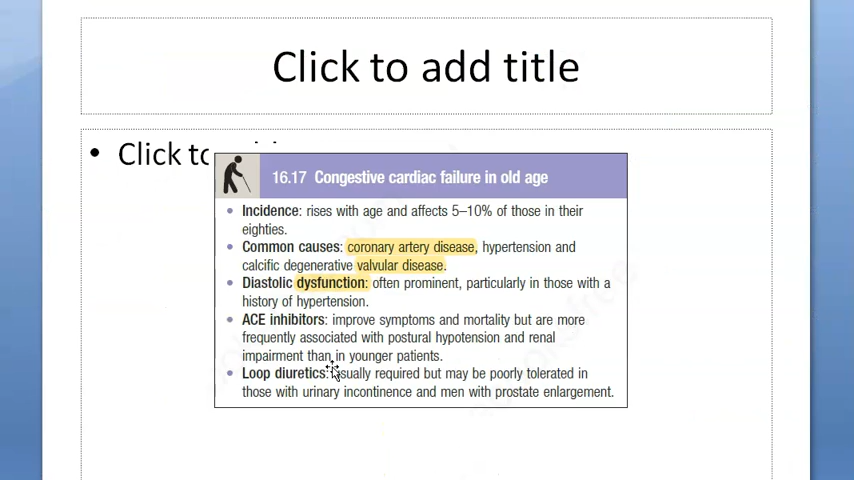 Click to add title
• Click to
16.17 Congestive cardiac failure in old age
• Incidence: rises with age and affects 5–10% of those in their
eighties.
• Common causes: coronary artery disease, hypertension and
calcific degenerative valvular disease.
• Diastolic dysfunction: often prominent, particularly in those with a
history of hypertension.
• ACE inhibitors: improve symptoms and mortality but are more
frequently associated with postural hypotension and renal
impairment than in younger patients.
• Loop diuretics: usually required but may be poorly tolerated in
those with urinary incontinence and men with prostate enlargement.